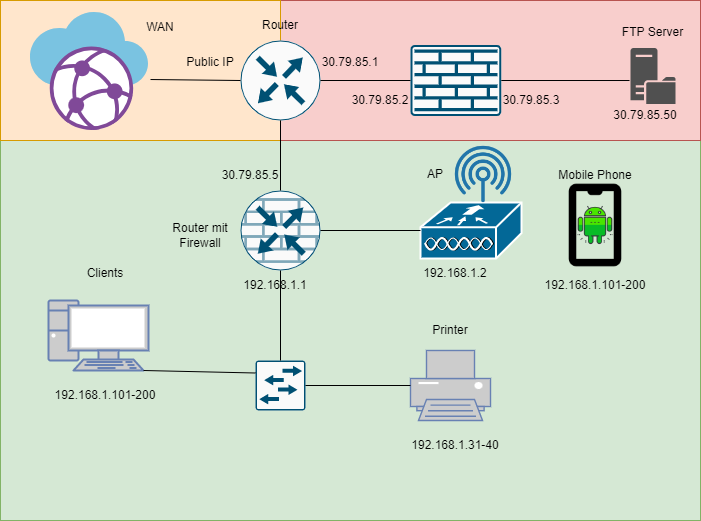 WAN
Router
FTP Server
Public IP
30.79.85.1
30.79.85.2
30.79.85.3
30.79.85.50
30.79.85.5
AP
Mobile Phone
Router mit
Firewall
192.168.1.1
192.168.1.2
192.168.1.101-200
Clients
Printer
192.168.1.101-200
192.168.1.31-40